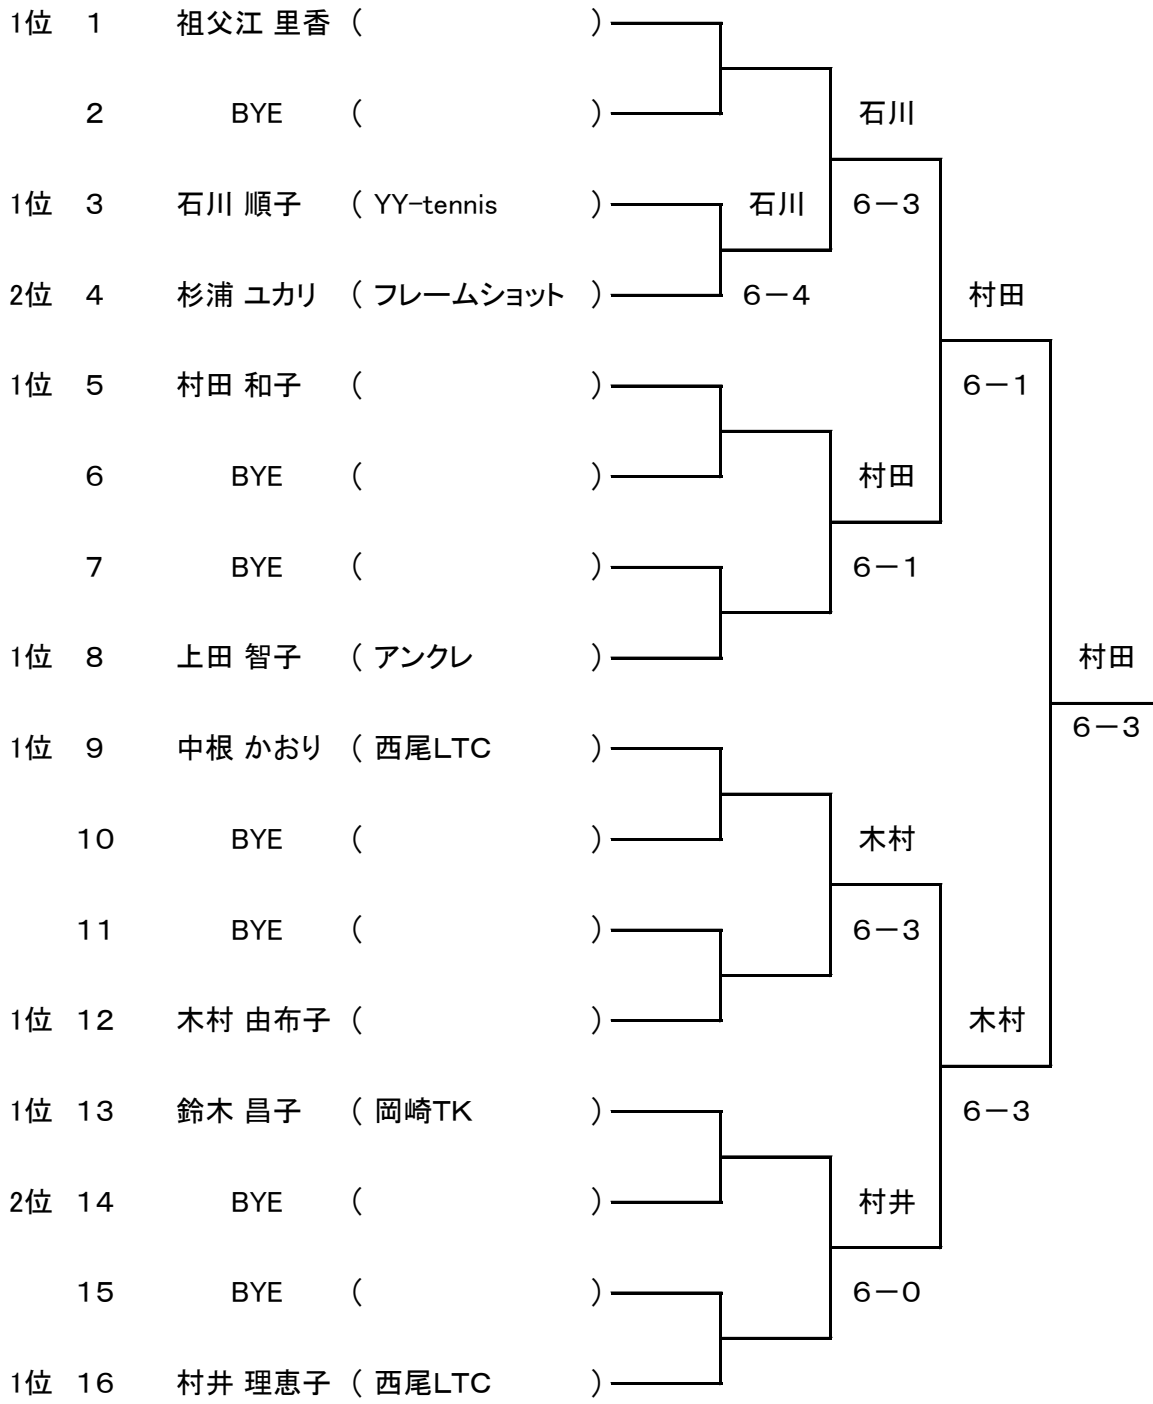 1位 1 祖父江 里香 ( )
2 BYE ( ) 石川
1位 3 石川 順子 ( YY-tennis ) 石川 6-3
2位 4 杉浦 ユカリ ( フレームショット ) 6-4 村田
1位 5 村田 和子 ( ) 6-1
6 BYE ( ) 村田
7 BYE ( ) 6-1
1位 8 上田 智子 ( アンクレ ) 村田
6-3
1位 9 中根 かおり ( 西尾LTC )
10 BYE ( ) 木村
11 BYE ( ) 6-3
1位 12 木村 由布子 ( ) 木村
1位 13 鈴木 昌子 ( 岡崎TK ) 6-3
2位 14 BYE ( ) 村井
15 BYE ( ) 6-0
1位 16 村井 理恵子 ( 西尾LTC )